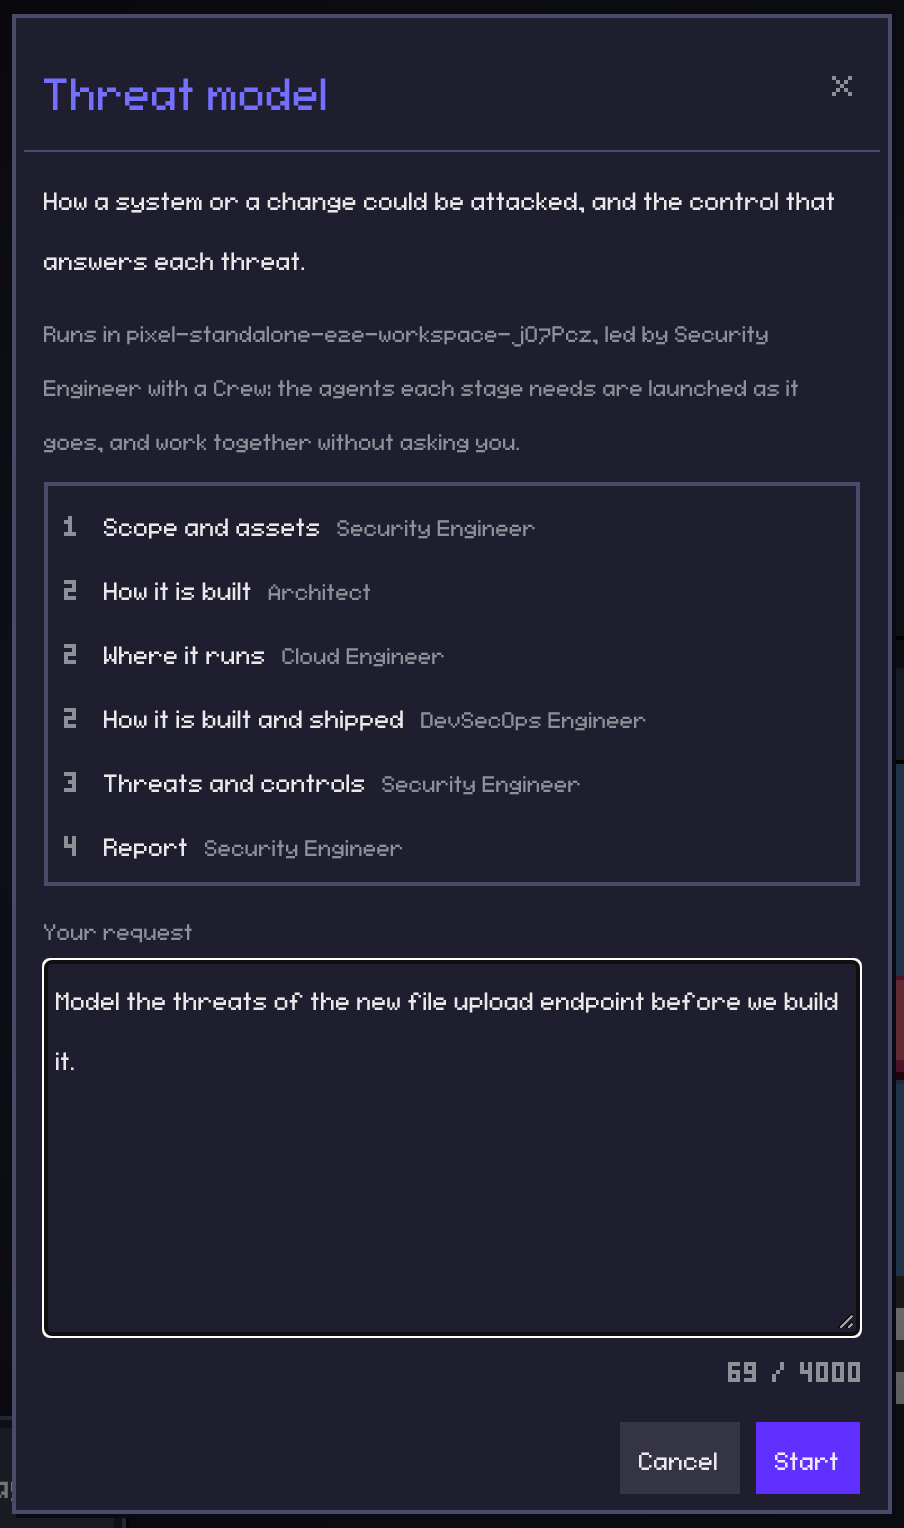 Threat model
How a system or a change could be attacked, and the control that
answers each threat.
Runs in pixel-standalone-e2e-workspace-.j07Pcz, led by Security
Engineer with a Crew: the agents each stage needs are launched as it
goes, and work together without asking you.
1 Scope and assets Security Engineer
2 How it is built Architect
2 Where it runs Cloud Engineer
2 How it is built and shipped DevSecOps Engineer
3 Threats and controls Security Engineer
4 Report Security Engineer
Your request
Model the threats of the new file upload endpoint before we build
it.
69 / 4000
Cancel Start